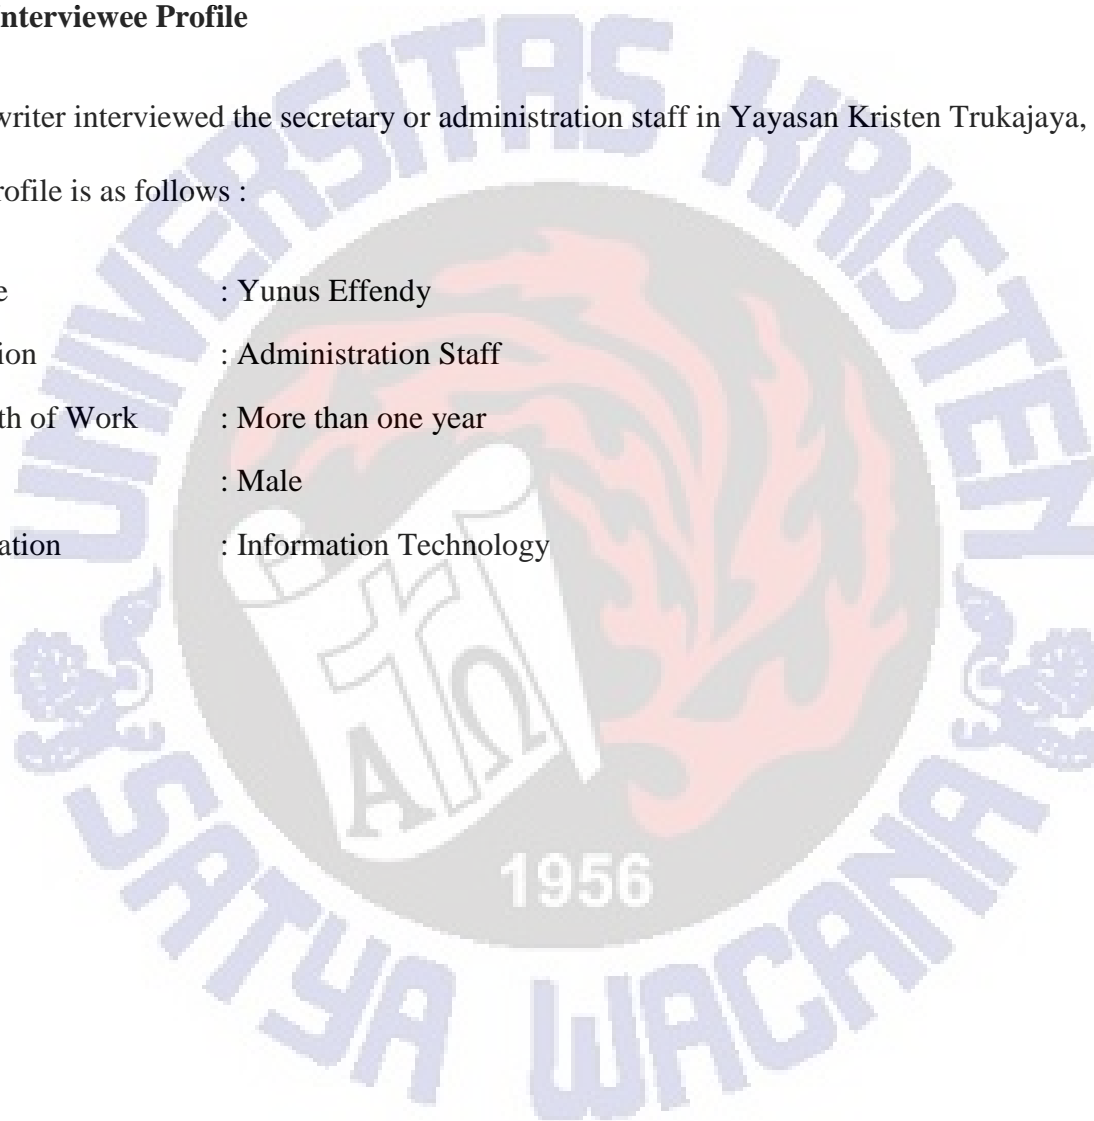 nterviewee Profile
writer interviewed the secretary or administration staff in Yayasan Kristen Trukajaya,
rofile is as follows :
e : Yunus Effendy
ion : Administration Staff
th of Work : More than one year
: Male
ation : Information Technology
UNIVERSITAS KRISTEN
SATYA WACANA
Α Ω
1956